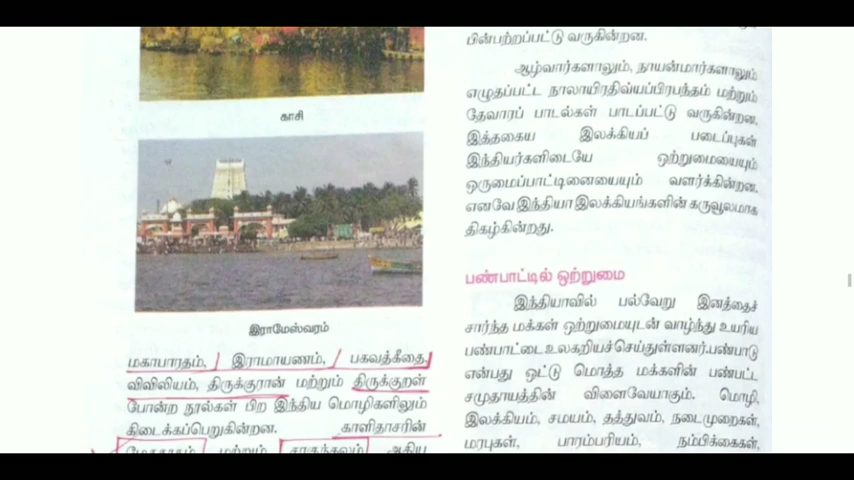 காசி
இராமேஸ்வரம்
மகாபாரதம், இராமாயணம், பகவத்கீதை,
விவிலியம், திருக்குரான் மற்றும் திருக்குறள்
போன்ற நூல்கள் பிற இந்திய மொழிகளிலும்
கிடைக்கப்பெறுகின்றன. காளிதாசரின்
மேகதூதம் மற்றும் சாகுந்தலம் ஆகிய
பின்பற்றப்பட்டு வருகின்றன.
ஆழ்வார்களாலும், நாயன்மார்களாலும்
எழுதப்பட்ட நாலாயிரதிவ்யப்பிரபந்தம் மற்றும்
தேவாரப் பாடல்கள் பாடப்பட்டு வருகின்றன.
இத்தகைய இலக்கியப் படைப்புகள்
இந்தியர்களிடையே ஒற்றுமையையும்
ஒருமைப்பாட்டினையையும் வளர்க்கின்றன.
எனவே இந்தியா இலக்கியங்களின் கருவூலமாக
திகழ்கின்றது.
பண்பாட்டில் ஒற்றுமை
இந்தியாவில் பல்வேறு இனத்தைச்
சார்ந்த மக்கள் ஒற்றுமையுடன் வாழ்ந்து உயரிய
பண்பாட்டை உலகறியச்செய்துள்ளனர்.பண்பாடு
என்பது ஒட்டு மொத்த மக்களின் பண்பட்ட
சமுதாயத்தின் விளைவேயாகும். மொழி,
இலக்கியம், சமயம், தத்துவம், நடைமுறைகள்,
மரபுகள், பாரம்பரியம், நம்பிக்கைகள்,